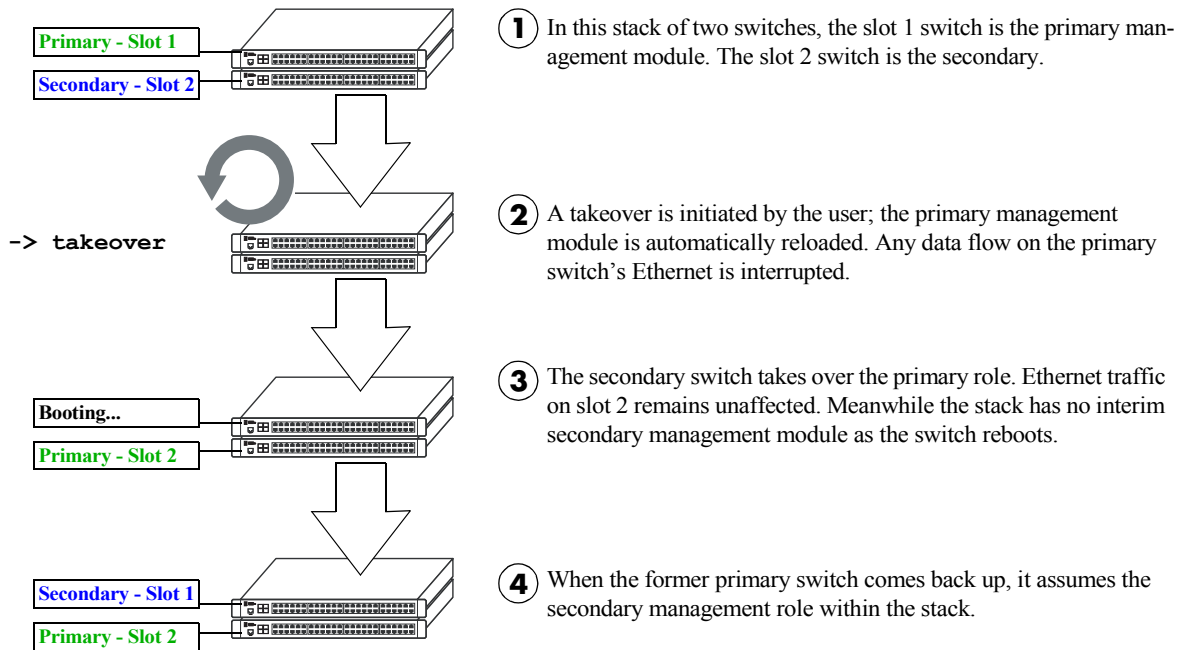 Primary - Slot 1
Secondary - Slot 2
1 In this stack of two switches, the slot 1 switch is the primary man-
agement module. The slot 2 switch is the secondary.
-> takeover
2 A takeover is initiated by the user; the primary management
module is automatically reloaded. Any data flow on the primary
switch’s Ethernet is interrupted.
Booting...
Primary - Slot 2
3 The secondary switch takes over the primary role. Ethernet traffic
on slot 2 remains unaffected. Meanwhile the stack has no interim
secondary management module as the switch reboots.
Secondary - Slot 1
Primary - Slot 2
4 When the former primary switch comes back up, it assumes the
secondary management role within the stack.